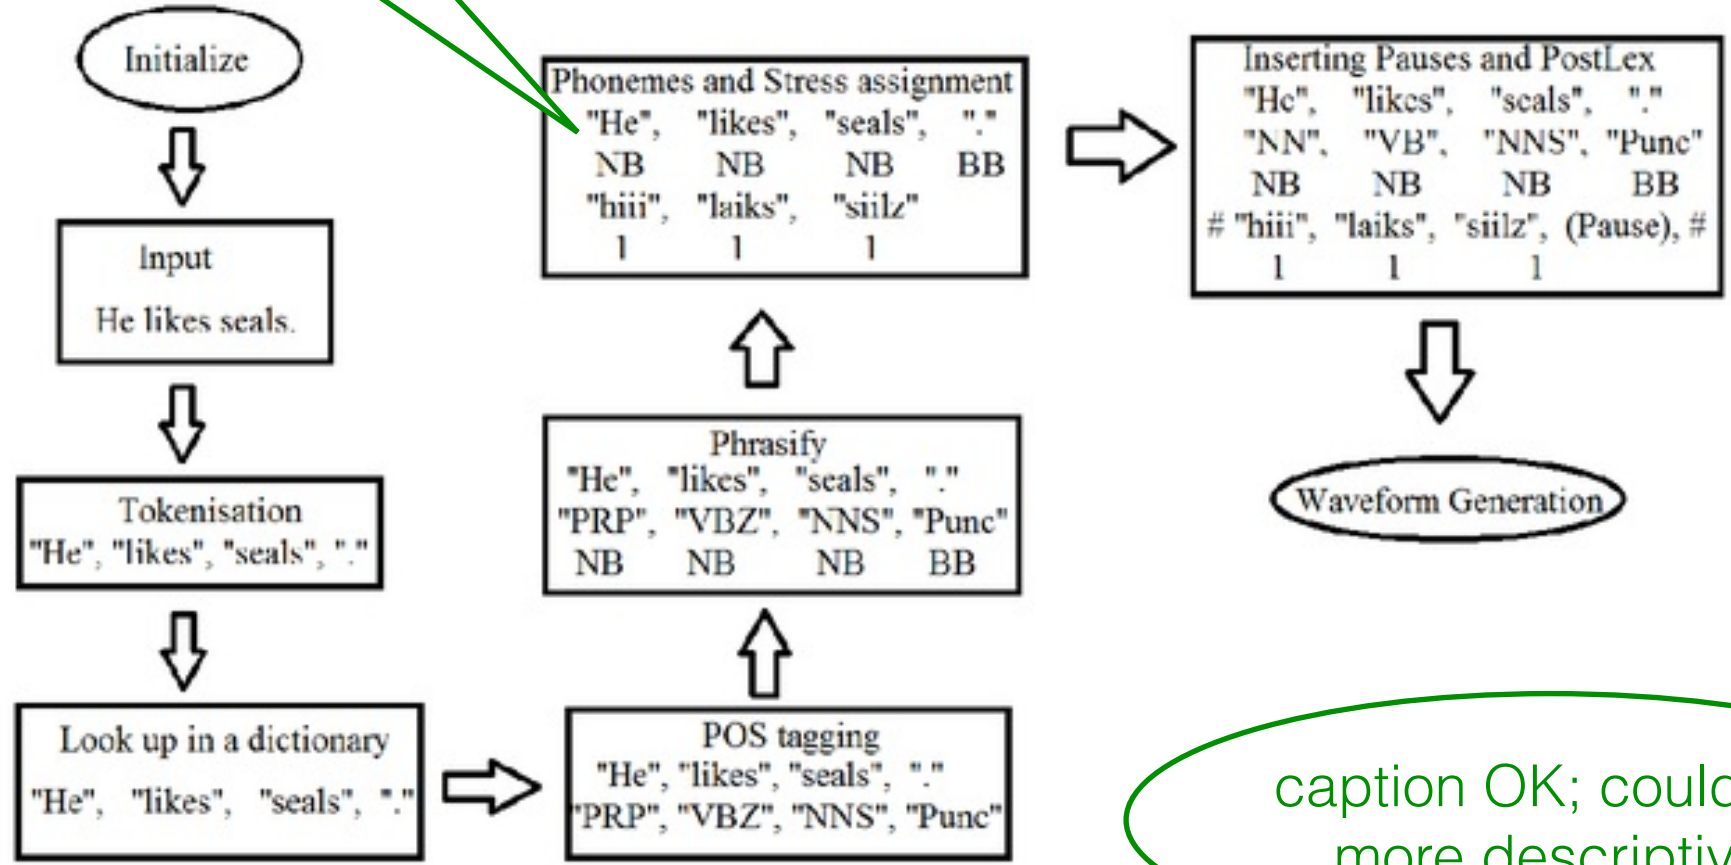 Initialize
Input
He likes seals.
Tokenisation
"He", "likes", "seals", "."
Look up in a dictionary
"He", "likes", "seals", "."
POS tagging
"He", "likes", "seals", "."
"PRP", "VBZ", "NNS", "Punc"
Phrasify
"He", "likes", "seals", "."
"PRP", "VBZ", "NNS", "Punc"
NB NB NB BB
Phonemes and Stress assignment
"He", "likes", "seals", "."
NB NB NB BB
"hiii", "laiks", "siilz"
1 1 1
Inserting Pauses and PostLex
"He", "likes", "seals", "."
"NN", "VB", "NNS", "Punc"
NB NB NB BB
# "hiii", "laiks", "siilz", (Pause), #
1 1 1
Waveform Generation
caption OK;
more